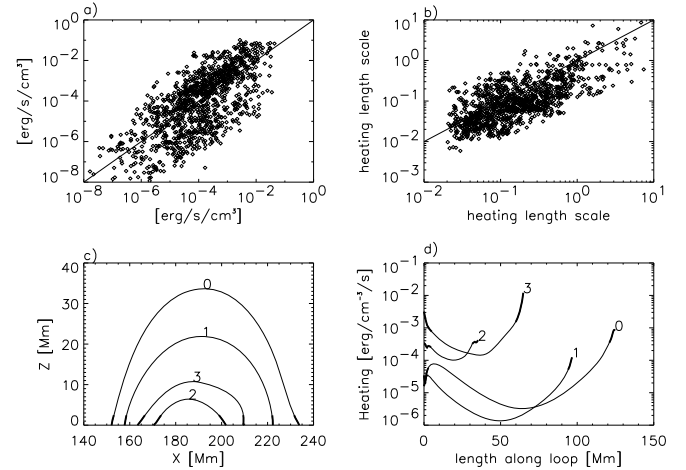 a)
10⁰
10⁻²
10⁻⁴
10⁻⁶
10⁻⁸
[erg/s/cm³]
10⁻⁸ 10⁻⁶ 10⁻⁴ 10⁻² 10⁰
[erg/s/cm³]
b)
10¹
10⁰
10⁻¹
10⁻²
10⁻³
heating length scale
10⁻² 10⁻¹ 10⁰ 10¹
heating length scale
c)
40
30
20
10
0
Z [Mm]
0
1
3
2
140 160 180 200 220 240
X [Mm]
d)
10⁻¹
10⁻²
10⁻³
10⁻⁴
10⁻⁵
10⁻⁶
Heating [erg/cm⁻³/s]
3
2
0
1
0 50 100 150
length along loop [Mm]